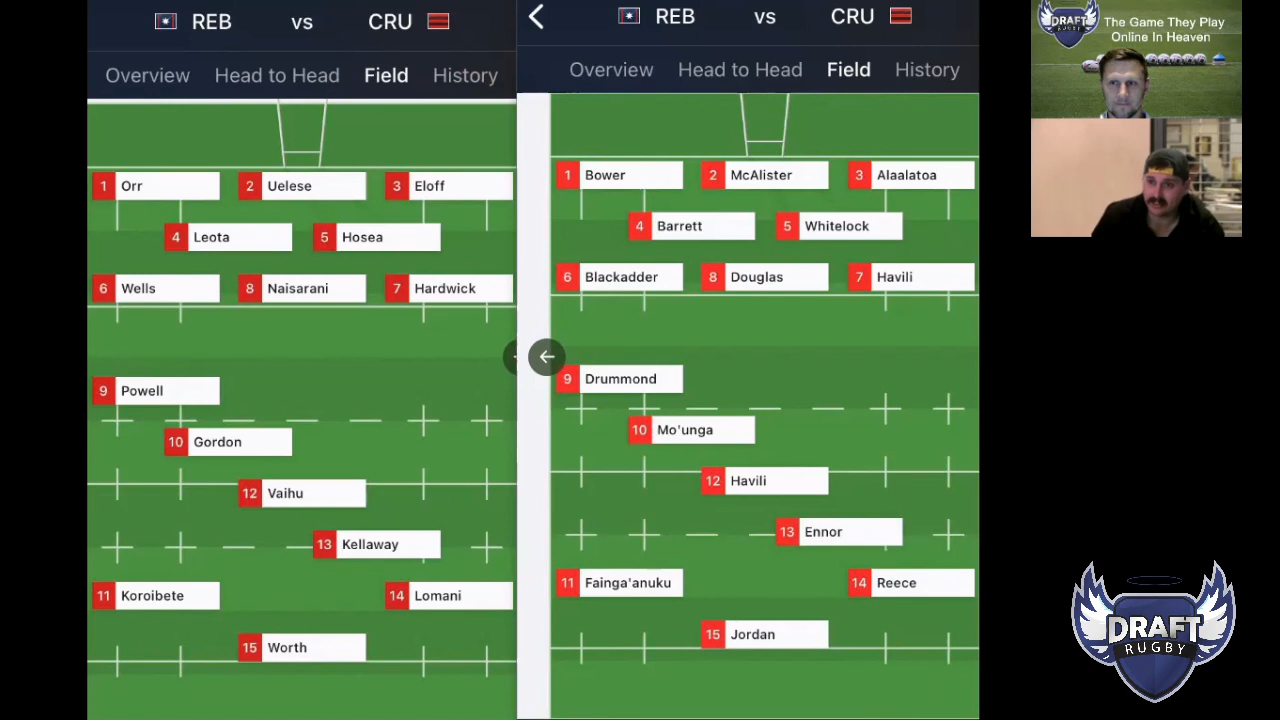 REB vs CRU
Overview Head to Head Field History
1 Orr 2 Uelese 3 Eloff
4 Leota 5 Hosea
6 Wells 8 Naisarani 7 Hardwick
9 Powell
10 Gordon
12 Vaihu
13 Kellaway
11 Koroibete 14 Lomani
15 Worth
REB vs CRU
Overview Head to Head Field History
1 Bower 2 McAlister 3 Alaalatoa
4 Barrett 5 Whitelock
6 Blackadder 8 Douglas 7 Havili
9 Drummond
10 Mo'unga
12 Havili
13 Ennor
11 Fainga'anuku 14 Reece
15 Jordan
DRAFT
RUGBY
The Game They Play
Online In Heaven
DRAFT
RUGBY